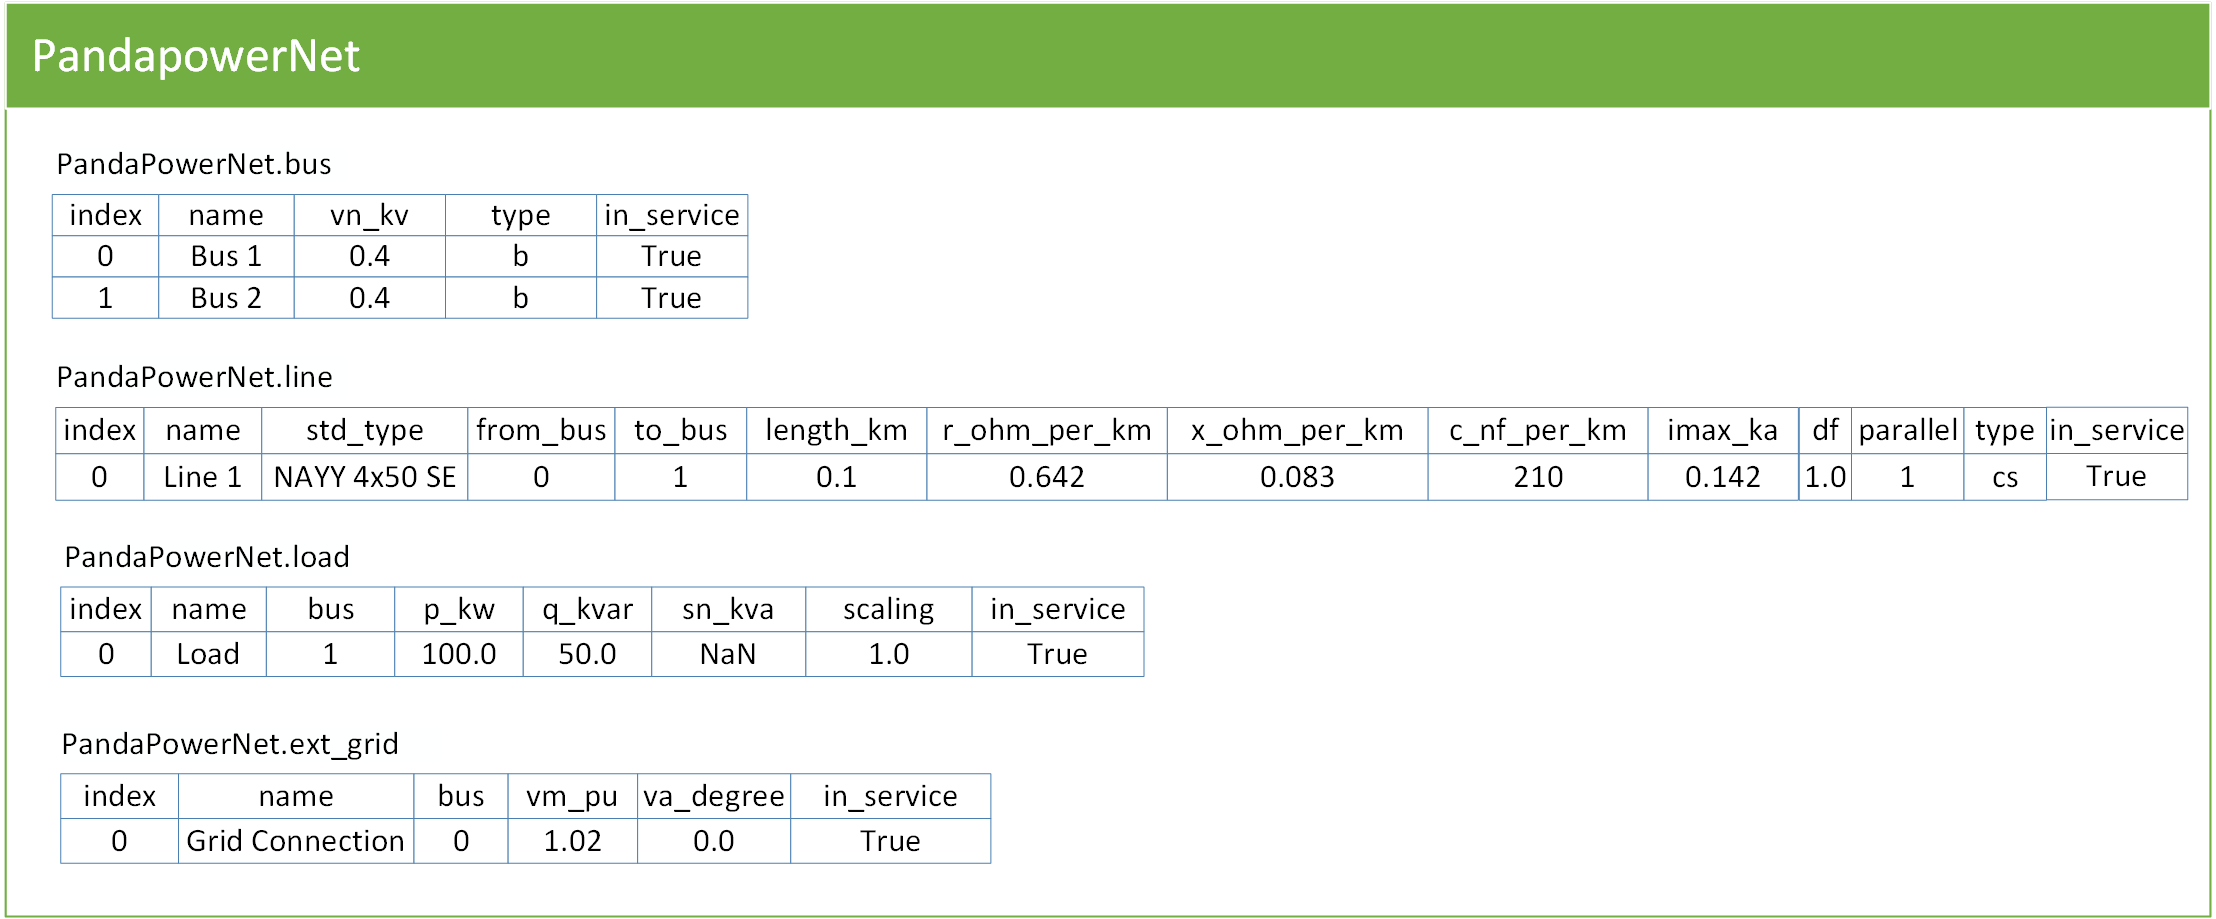 PandapowerNet
PandaPowerNet.bus
index name vn_kv type in_service
0 Bus 1 0.4 b True
1 Bus 2 0.4 b True
PandaPowerNet.line
index name std_type from_bus to_bus length_km r_ohm_per_km x_ohm_per_km c_nf_per_km imax_ka df parallel type in_service
0 Line 1 NAYY 4x50 SE 0 1 0.1 0.642 0.083 210 0.142 1.0 1 cs True
PandaPowerNet.load
index name bus p_kw q_kvar sn_kva scaling in_service
0 Load 1 100.0 50.0 NaN 1.0 True
PandaPowerNet.ext_grid
index name bus vm_pu va_degree in_service
0 Grid Connection 0 1.02 0.0 True